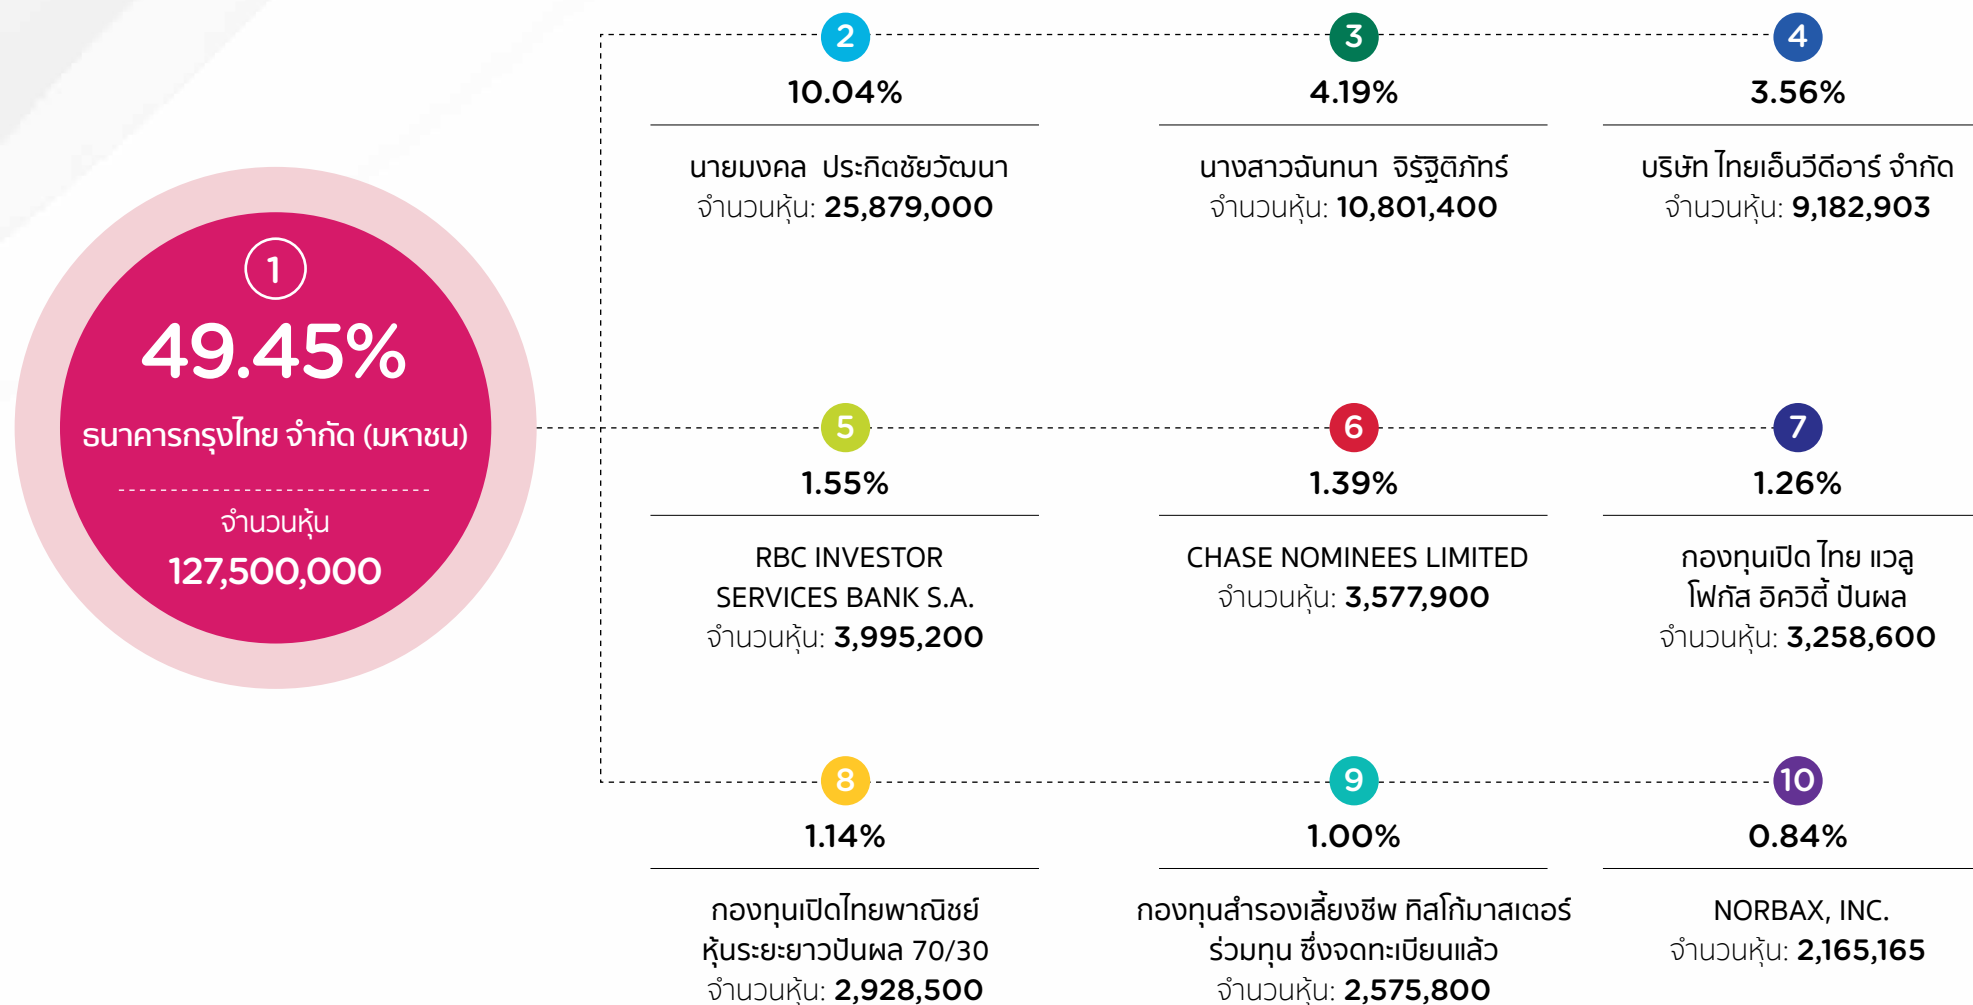 1
49.45%
ธนาคารกรุงไทย จำกัด (มหาชน)
จำนวนหุ้น
127,500,000
2
10.04%
นายมงคล ประกิตชัยวัฒนา
จำนวนหุ้น: 25,879,000
3
4.19%
นางสาวฉันทนา จิรัฐิติภัทร์
จำนวนหุ้น: 10,801,400
4
3.56%
บริษัท ไทยเอ็นวีดีอาร์ จำกัด
จำนวนหุ้น: 9,182,903
5
1.55%
RBC INVESTOR
SERVICES BANK S.A.
จำนวนหุ้น: 3,995,200
6
1.39%
CHASE NOMINEES LIMITED
จำนวนหุ้น: 3,577,900
7
1.26%
กองทุนเปิด ไทย แวลู
โฟกัส อิควิตี้ ปันผล
จำนวนหุ้น: 3,258,600
8
1.14%
กองทุนเปิดไทยพาณิชย์
หุ้นระยะยาวปันผล 70/30
จำนวนหุ้น: 2,928,500
9
1.00%
กองทุนสำรองเลี้ยงชีพ ทิสโก้มาสเตอร์
ร่วมทุน ซึ่งจดทะเบียนแล้ว
จำนวนหุ้น: 2,575,800
10
0.84%
NORBAX, INC.
จำนวนหุ้น: 2,165,165